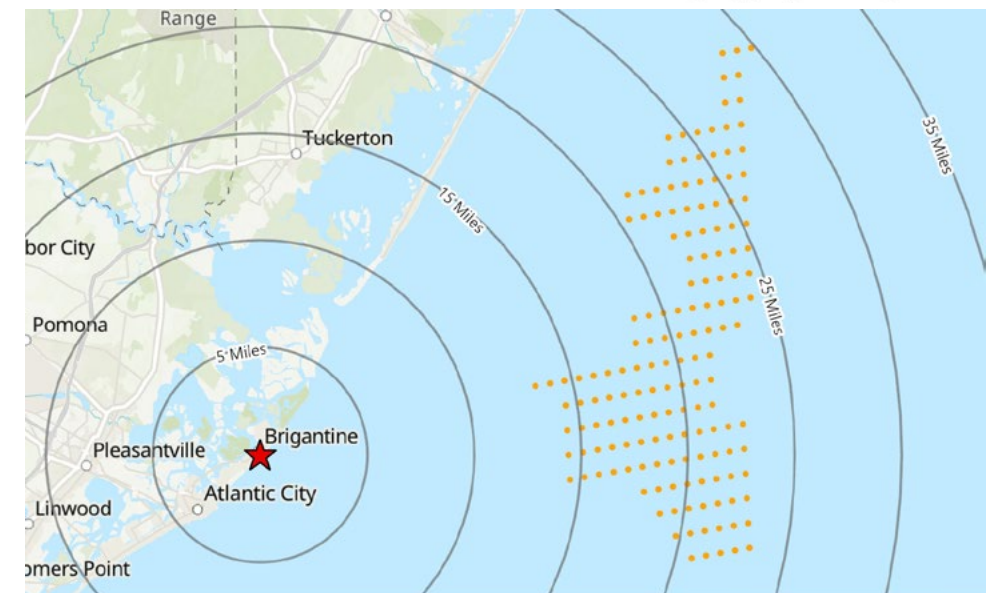 Range
Tuckerton
15 Miles
35 Miles
bor City
25 Miles
Pomona
5 Miles
Brigantine
Pleasantville
Atlantic City
Linwood
omers Point